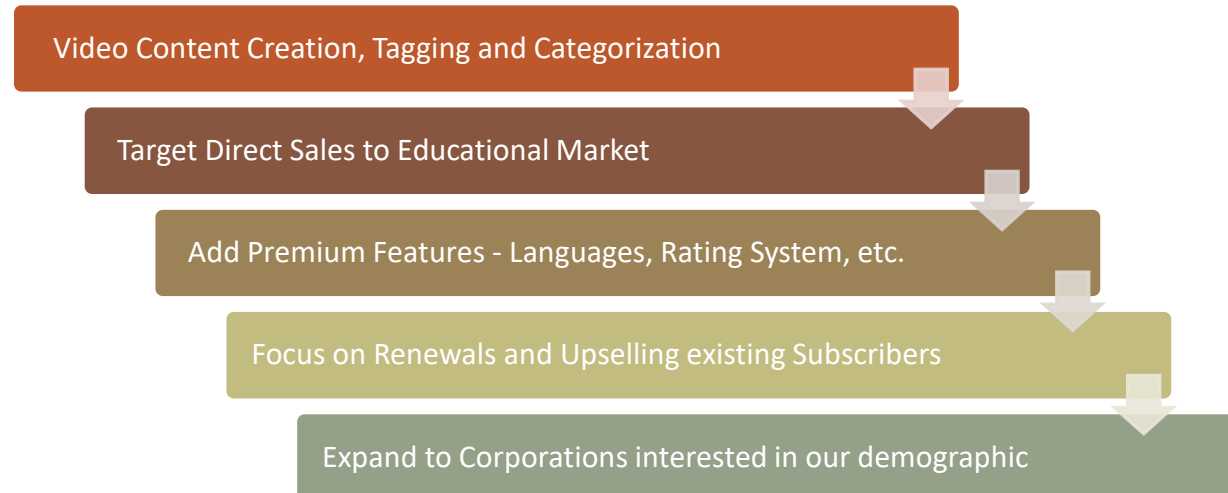 Video Content Creation, Tagging and Categorization
Target Direct Sales to Educational Market
Add Premium Features - Languages, Rating System, etc.
Focus on Renewals and Upselling existing Subscribers
Expand to Corporations interested in our demographic